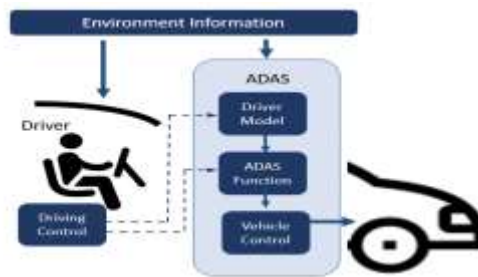 Environment Information
ADAS
Driver
Model
Driver
ADAS
Function
Driving
Control
Vehicle
Control